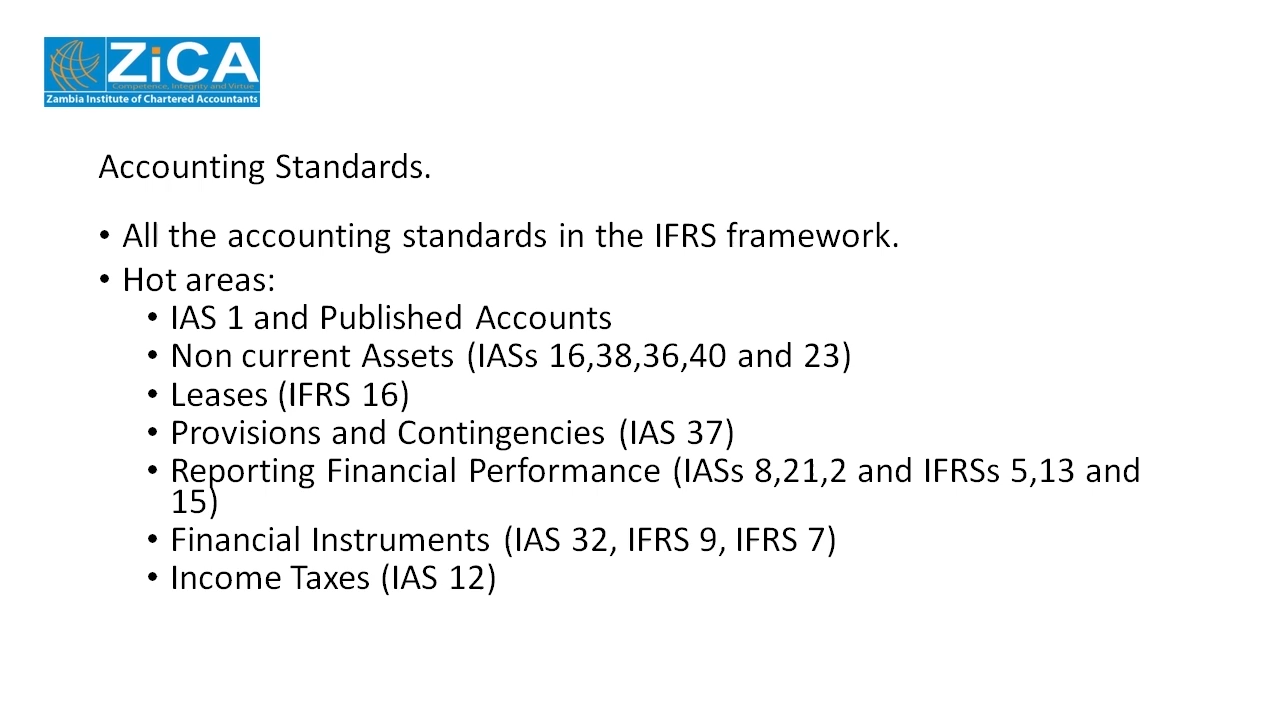 ZiCA
Competence, Integrity and Virtue
Zambia Institute of Chartered Accountants
Accounting Standards.
• All the accounting standards in the IFRS framework.
• Hot areas:
• IAS 1 and Published Accounts
• Non current Assets (IASs 16,38,36,40 and 23)
• Leases (IFRS 16)
• Provisions and Contingencies (IAS 37)
• Reporting Financial Performance (IASs 8,21,2 and IFRSs 5,13 and
15)
• Financial Instruments (IAS 32, IFRS 9, IFRS 7)
• Income Taxes (IAS 12)